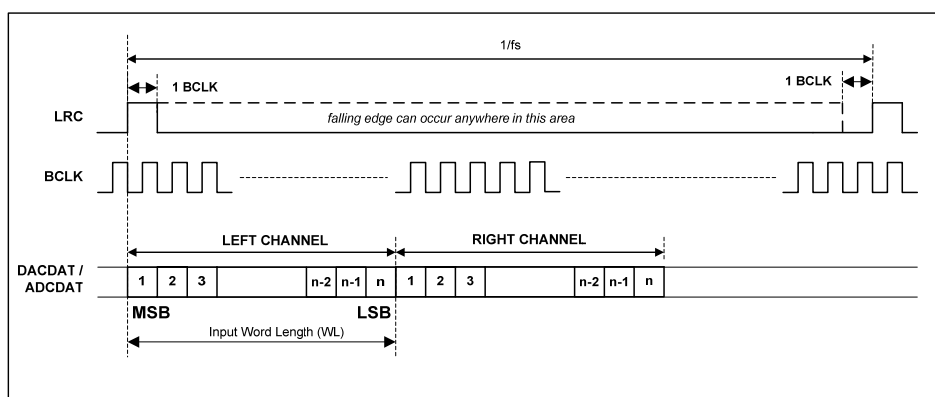 1/fs
1 BCLK
1 BCLK
LRC
falling edge can occur anywhere in this area
BCLK
LEFT CHANNEL
RIGHT CHANNEL
DACDAT /
ADCDAT
1 2 3 n-2 n-1 n 1 2 3 n-2 n-1 n
MSB
LSB
Input Word Length (WL)